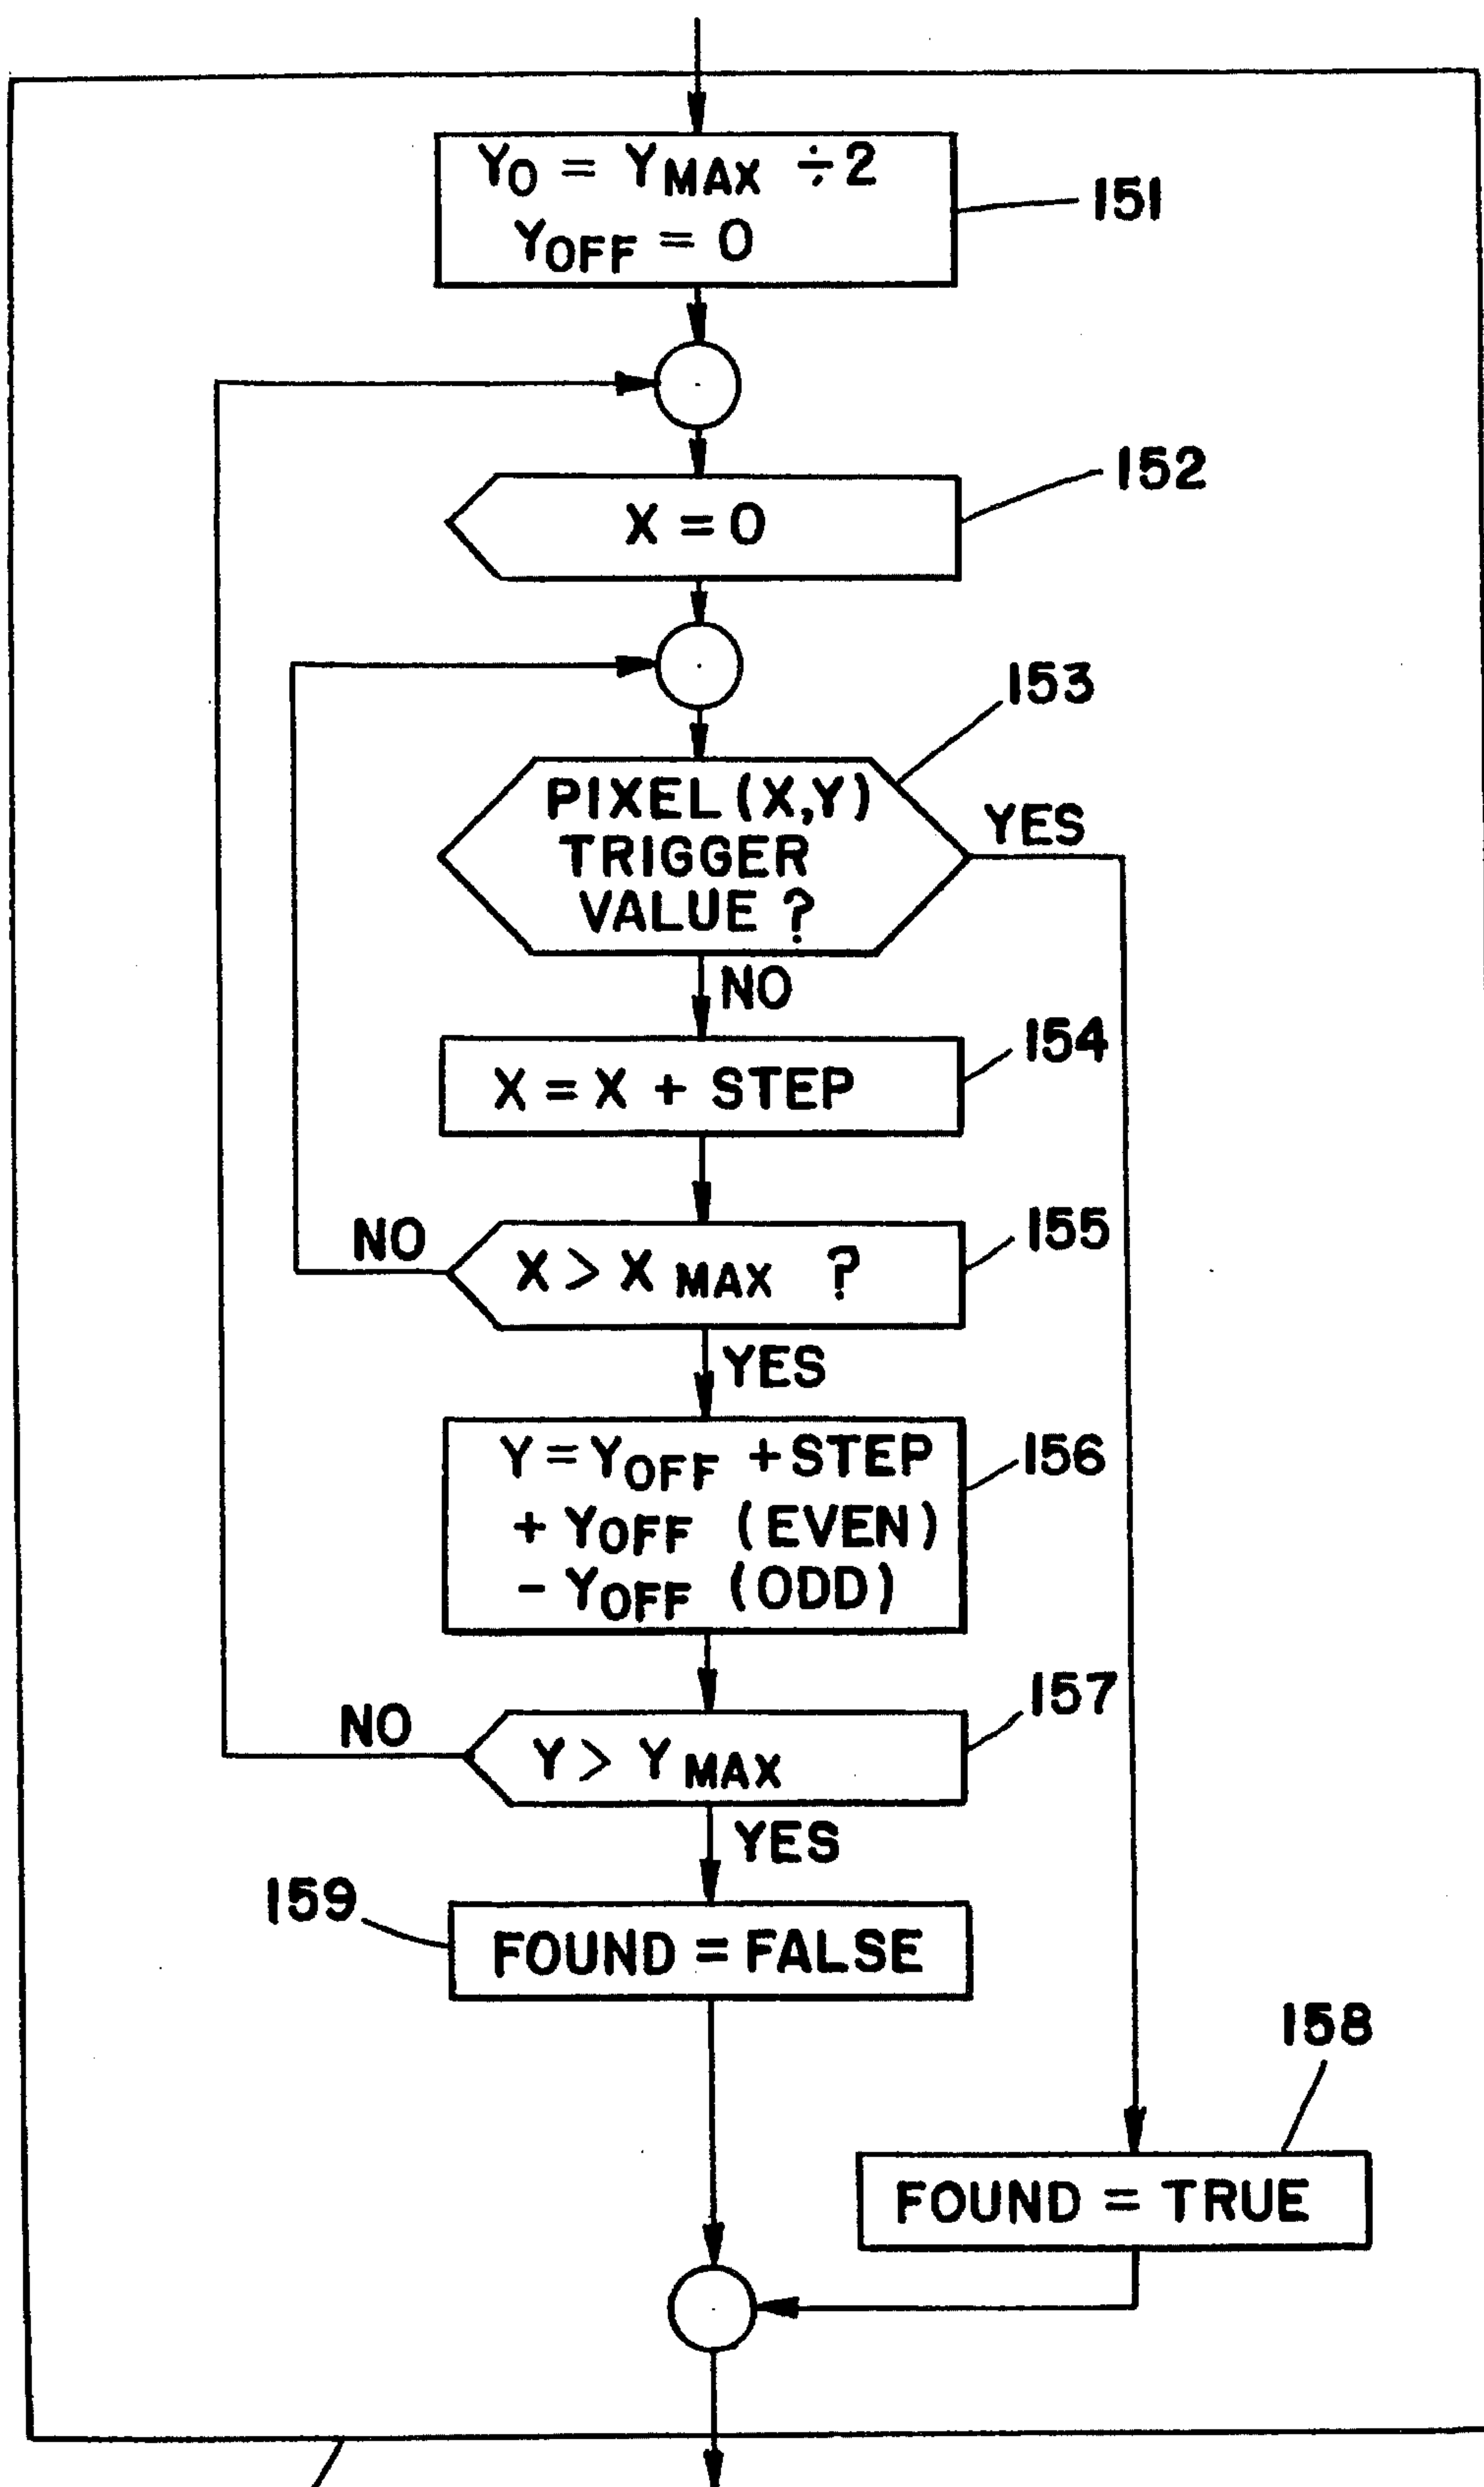 Y0 = YMAX ÷2
YOFF = 0
151
X = 0
152
153
PIXEL (X,Y)
TRIGGER
VALUE ?
YES
NO
154
X = X + STEP
155
NO
X > X MAX ?
YES
Y = YOFF + STEP
+ YOFF (EVEN)
- YOFF (ODD)
156
157
NO
Y > Y MAX
YES
159
FOUND = FALSE
158
FOUND = TRUE